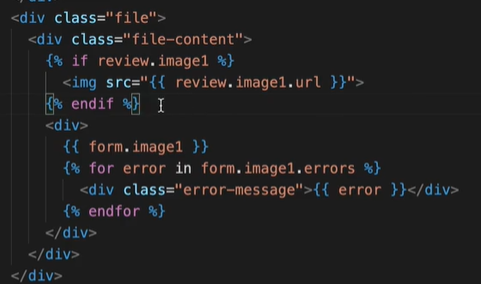 <div class="file">
<div class="file-content">
{% if review.image1 %}
<img src="{{ review.image1.url }}">
{% endif %}
<div>
{{ form.image1 }}
{% for error in form.image1.errors %}
<div class="error-message">{{ error }}</div>
{% endfor %}
</div>
</div>
</div>